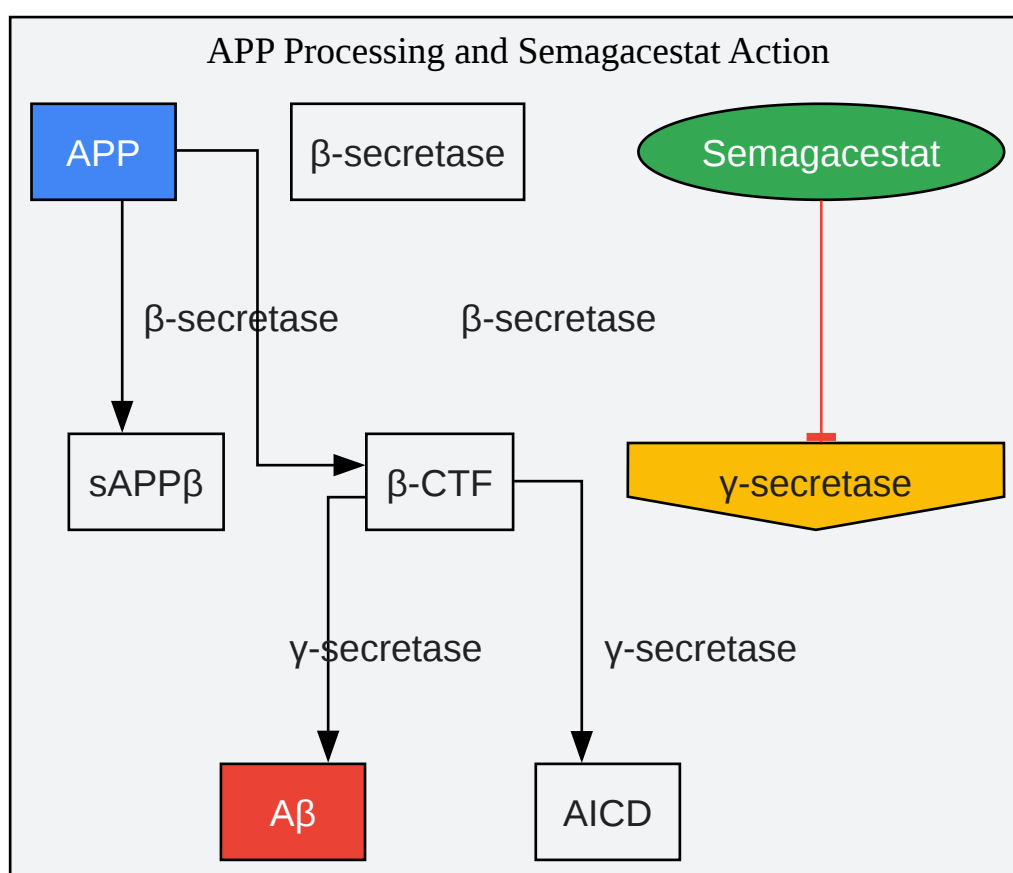 APP Processing and Semagacestat Action
APP
β-secretase
Semagacestat
β-secretase
β-secretase
sAPPβ
β-CTF
γ-secretase
γ-secretase
γ-secretase
Aβ
AICD